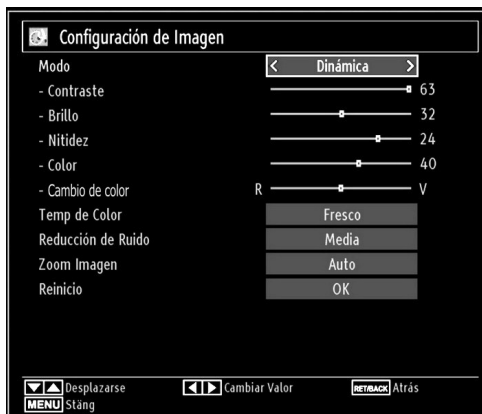 Configuración de Imagen
Modo < Dinámica >
- Contraste 63
- Brillo 32
- Nitidez 24
- Color 40
- Cambio de color R V
Temp de Color Fresco
Reducción de Ruido Media
Zoom Imagen Auto
Reinicio OK
Desplazarse Cambiar Valor RET/BACK Atrás
MENU Stäng